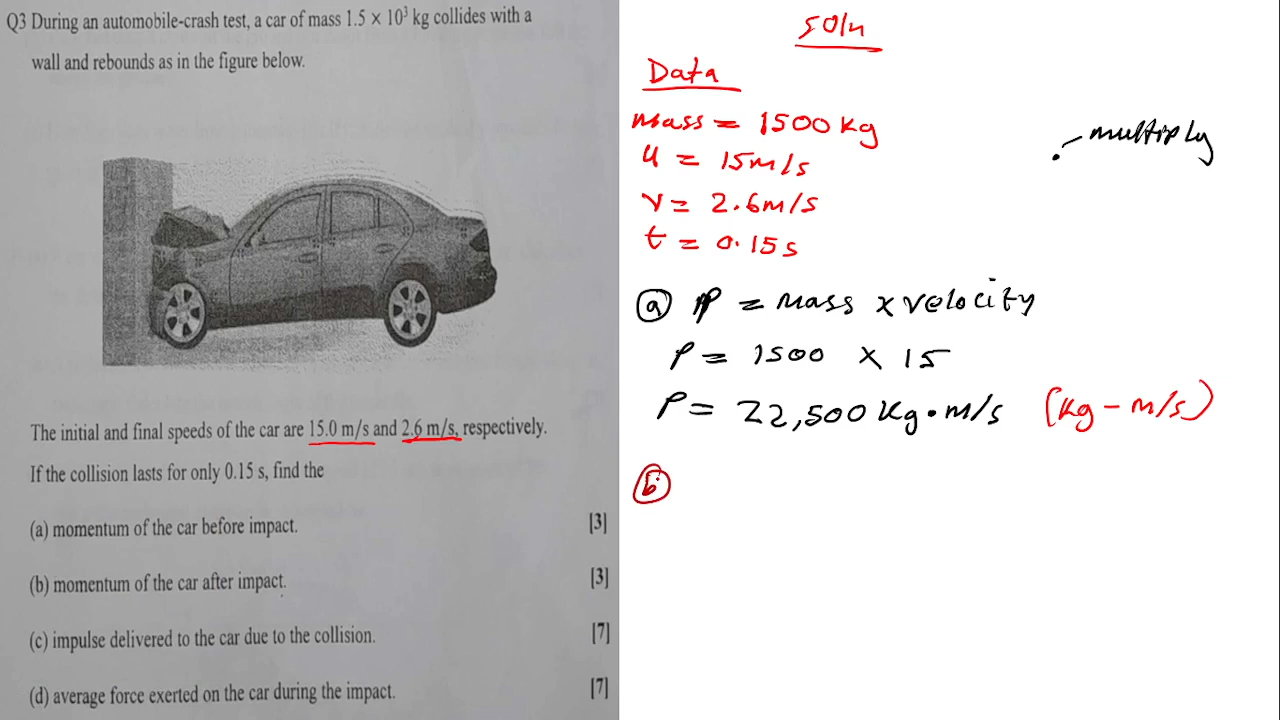 Q3 During an automobile-crash test, a car of mass 1.5 × 10³ kg collides with a
wall and rebounds as in the figure below.
The initial and final speeds of the car are 15.0 m/s and 2.6 m/s, respectively.
If the collision lasts for only 0.15 s, find the
(a) momentum of the car before impact. [3]
(b) momentum of the car after impact. [3]
(c) impulse delivered to the car due to the collision. [7]
(d) average force exerted on the car during the impact. [7]
soln
Data
mass = 1500 kg
u = 15m/s
v = 2.6m/s
t = 0.15s
multiply
(a) P = mass × velocity
P = 1500 × 15
P = 22,500 kg·m/s (kg-m/s)
(b)